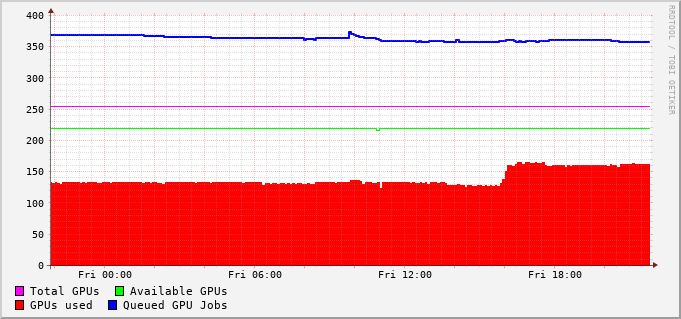 400
350
300
250
200
150
100
50
0
Fri 00:00 Fri 06:00 Fri 12:00 Fri 18:00
Total GPUs Available GPUs
GPUs used Queued GPU Jobs
RRDTOOL / TOBI OETIKER